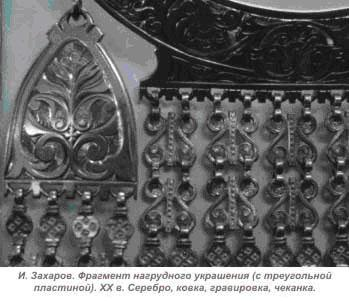 И. Захаров. Фрагмент нагрудного украшения (с треугольной
пластиной). XX в. Серебро, ковка, гравировка, чеканка.